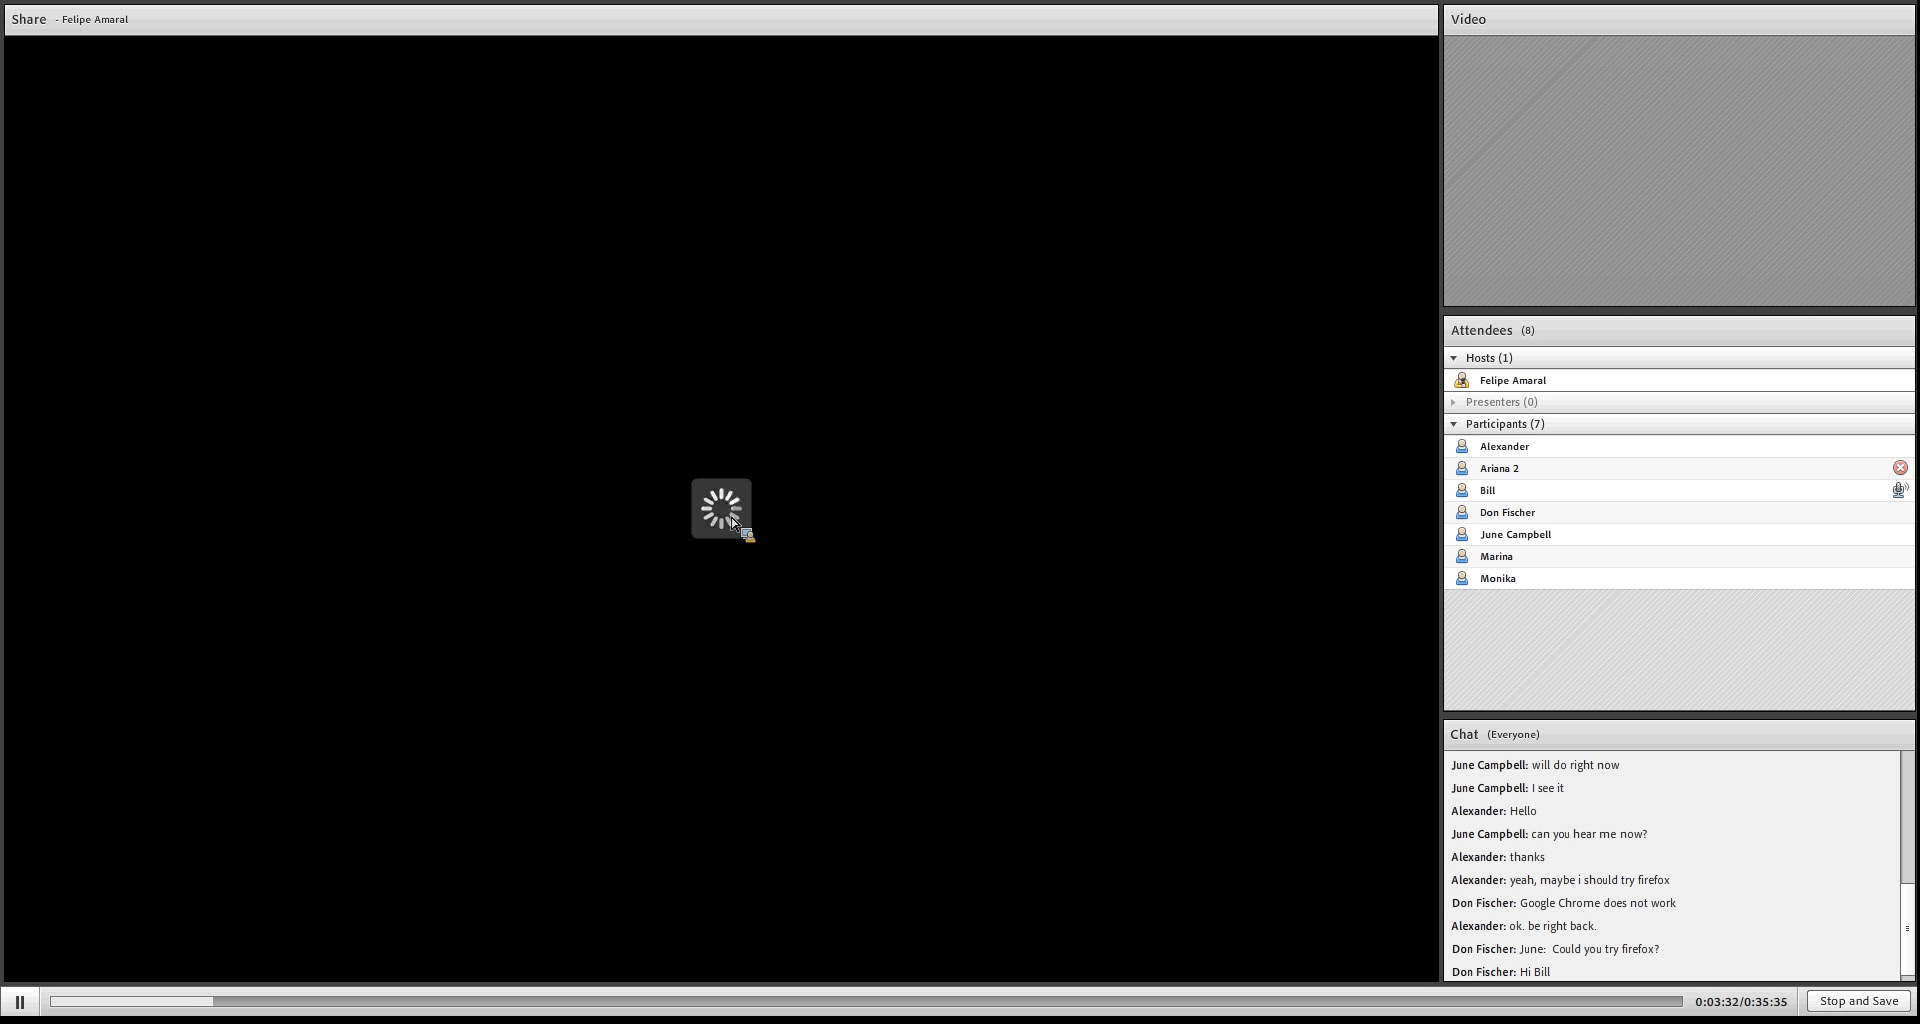 Share - Felipe Amaral
Video
Attendees (8)
Hosts (1)
Felipe Amaral
Presenters (0)
Participants (7)
Alexander
Ariana 2
Bill
Don Fischer
June Campbell
Marina
Monika
Chat (Everyone)
June Campbell: will do right now
June Campbell: I see it
Alexander: Hello
June Campbell: can you hear me now?
Alexander: thanks
Alexander: yeah, maybe i should try firefox
Don Fischer: Google Chrome does not work
Alexander: ok. be right back.
Don Fischer: June: Could you try firefox?
Don Fischer: Hi Bill
0:03:32/0:35:35
Stop and Save